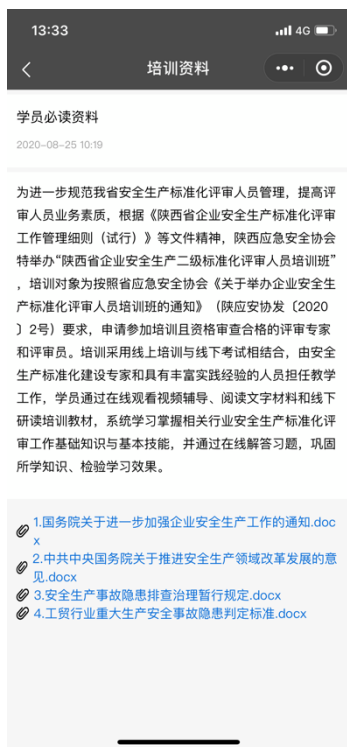 13:33
4G
培训资料
学员必读资料
2020-08-25 10:19
为进一步规范我省安全生产标准化评审人员管理，提高评
审人员业务素质，根据《陕西省企业安全生产标准化评审
工作管理细则（试行）》等文件精神，陕西应急安全协会
特举办“陕西省企业安全生产二级标准化评审人员培训班”
，培训对象为按照省应急安全协会《关于举办企业安全生
产标准化评审人员培训班的通知》（陕应安协发〔2020
〕2号）要求，申请参加培训且资格审查合格的评审专家
和评审员。培训采用线上培训与线下考试相结合，由安全
生产标准化建设专家和具有丰富实践经验的人员担任教学
工作，学员通过在线观看视频辅导、阅读文字材料和线下
研读培训教材，系统学习掌握相关行业安全生产标准化评
审工作基础知识与基本技能，并通过在线解答习题，巩固
所学知识、检验学习效果。
1.国务院关于进一步加强企业安全生产工作的通知.doc
x
2.中共中央国务院关于推进安全生产领域改革发展的意
见.docx
3.安全生产事故隐患排查治理暂行规定.docx
4.工贸行业重大生产安全事故隐患判定标准.docx